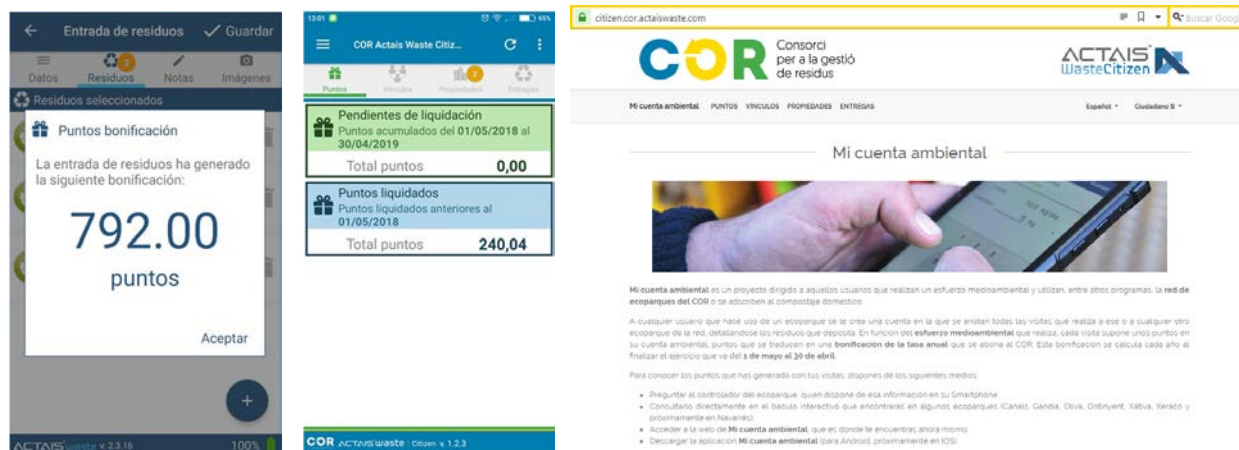 Entrada de residuos
Guardar
Datos
Residuos
Notas
Imágenes
Residuos seleccionados
Puntos bonificación
La entrada de residuos ha generado
la siguiente bonificación:
792.00
puntos
Aceptar
ACTAIS waste v.2.3.16
100%
13:01
COR Actais Waste Citiz...
Puntos
Vínculos
Propiedades
Entregas
Pendientes de liquidación
Puntos acumulados del 01/05/2018 al
30/04/2019
Total puntos 0,00
Puntos liquidados
Puntos liquidados anteriores al
01/05/2018
Total puntos 240,04
COR ACTAIS waste Citizen v. 1.2.3
citizen.cor.actaiswaste.com
Buscar Googl
COR
Consorci
per a la gestió
de residus
ACTAIS
WasteCitizen
Mi cuenta ambiental PUNTOS VINCULOS PROPIEDADES ENTREGAS
Español
Ciudadano B
Mi cuenta ambiental
Mi cuenta ambiental es un proyecto dirigido a aquellos usuarios que realizan un esfuerzo medioambiental y utilizan, entre otros programas, la red de
ecoparques del COR o se adscriben al compostaje domestico.
A cualquier usuario que hace uso de un ecoparque se le crea una cuenta en la que se anotan todas las visitas que realiza a ese o a cualquier otro
ecoparque de la red, detallándose los residuos que deposita. En función del esfuerzo medioambiental que realiza, cada visita supone unos puntos en
su cuenta ambiental, puntos que se traducen en una bonificación de la tasa anual que se abona al COR. Esta bonificación se calcula cada año al
finalizar el ejercicio que va del 1 de mayo al 30 de abril.
Para conocer los puntos que has generado con tus visitas, dispones de los siguientes medios:
Preguntar al controlador del ecoparque, quien dispone de esa información en su Smartphone
Consultarlo directamente en el báculo interactivo que encontrarás en algunos ecoparques (Canals, Gandia, Oliva, Ontinyent, Xàtiva, Xeraco y
próximamente en Navarrés).
Acceder a la web de Mi cuenta ambiental, que es donde te encuentras ahora mismo.
Descargar la aplicación Mi cuenta ambiental (para Android, próximamente en IOS).